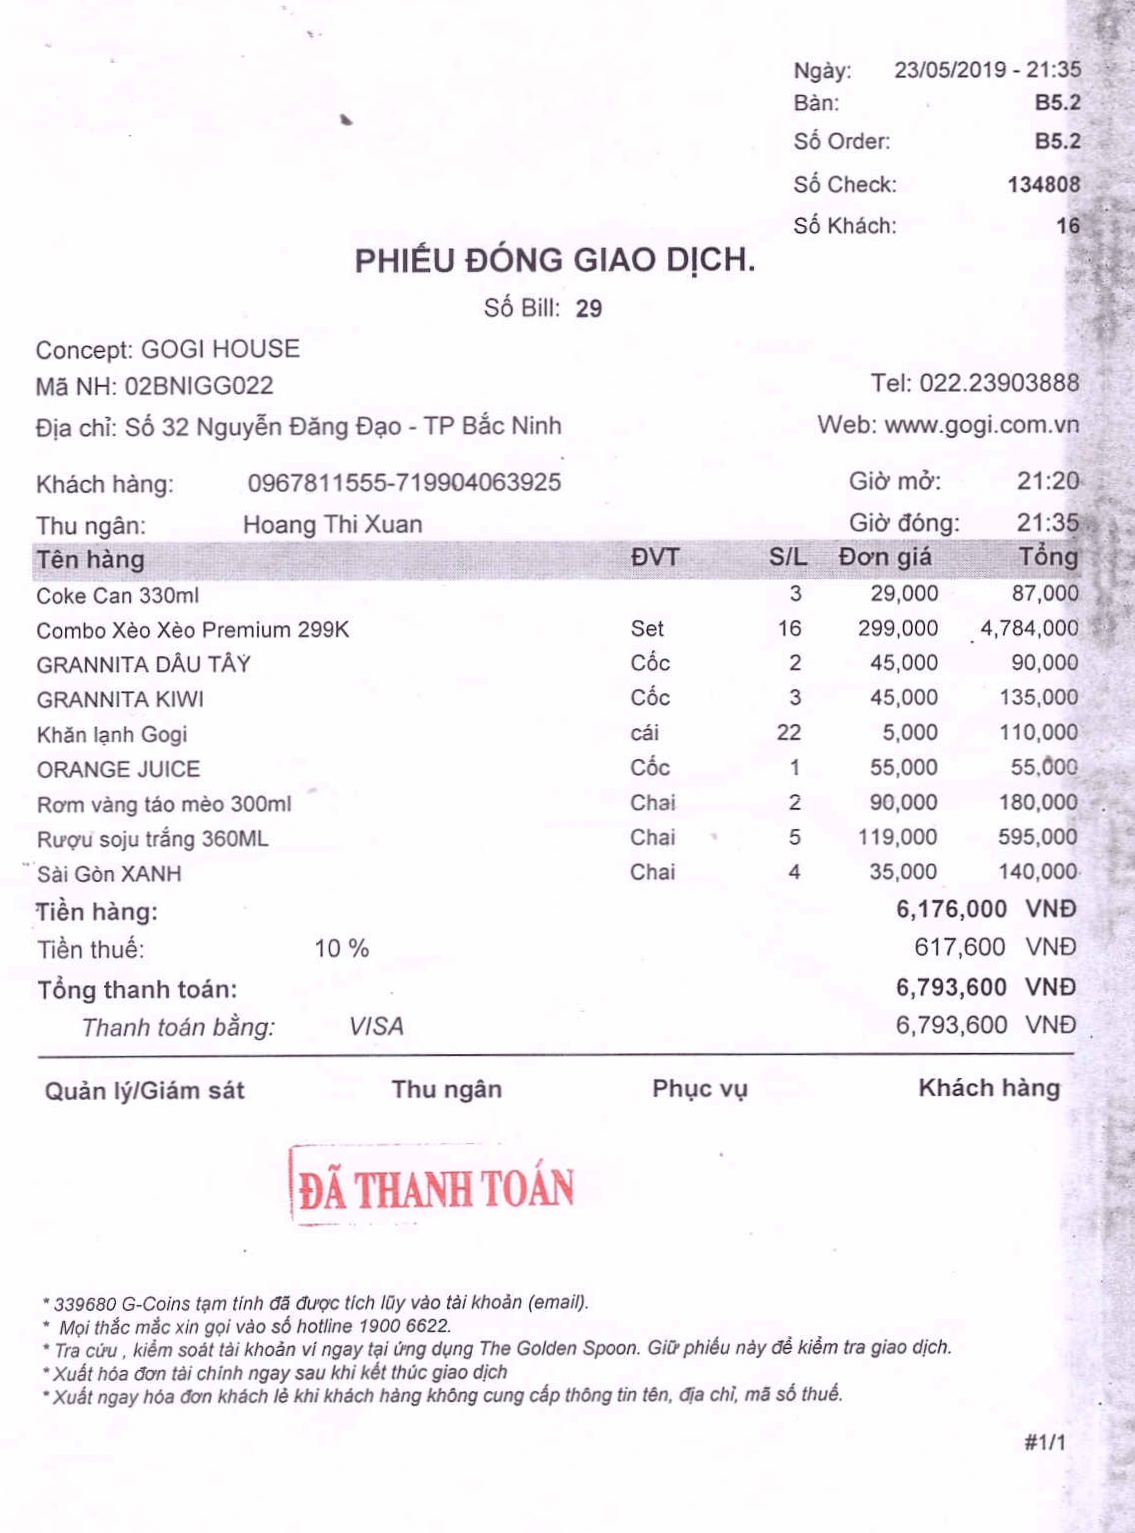 Ngày: 23/05/2019 - 21:35
Bàn: B5.2
Số Order: B5.2
Số Check: 134808
Số Khách: 16
PHIẾU ĐÓNG GIAO DỊCH.
Số Bill: 29
Concept: GOGI HOUSE
Mã NH: 02BNIGG022 Tel: 022.23903888
Địa chỉ: Số 32 Nguyễn Đăng Đạo - TP Bắc Ninh Web: www.gogi.com.vn
Khách hàng: 0967811555-719904063925 Giờ mở: 21:20
Thu ngân: Hoang Thi Xuan Giờ đóng: 21:35
Tên hàng ĐVT S/L Đơn giá Tổng
Coke Can 330ml 3 29,000 87,000
Combo Xèo Xèo Premium 299K Set 16 299,000 4,784,000
GRANNITA DÂU TÂY Cốc 2 45,000 90,000
GRANNITA KIWI Cốc 3 45,000 135,000
Khăn lạnh Gogi cái 22 5,000 110,000
ORANGE JUICE Cốc 1 55,000 55,000
Rơm vàng táo mèo 300ml Chai 2 90,000 180,000
Rượu soju trắng 360ML Chai 5 119,000 595,000
Sài Gòn XANH Chai 4 35,000 140,000
Tiền hàng: 6,176,000 VNĐ
Tiền thuế: 10 % 617,600 VNĐ
Tổng thanh toán: 6,793,600 VNĐ
Thanh toán bằng: VISA 6,793,600 VNĐ
Quản lý/Giám sát Thu ngân Phục vụ Khách hàng
ĐÃ THANH TOÁN
* 339680 G-Coins tạm tính đã được tích lũy vào tài khoản (email).
* Mọi thắc mắc xin gọi vào số hotline 1900 6622.
* Tra cứu , kiểm soát tài khoản ví ngay tại ứng dụng The Golden Spoon. Giữ phiếu này để kiểm tra giao dịch.
* Xuất hóa đơn tài chính ngay sau khi kết thúc giao dịch
* Xuất ngay hóa đơn khách lẻ khi khách hàng không cung cấp thông tin tên, địa chỉ, mã số thuế.
#1/1